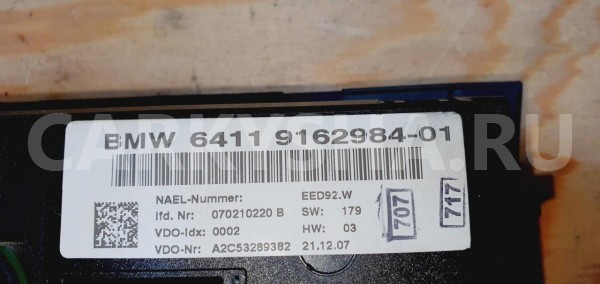 BMW 6411 9162984-01
NAEL-Nummer: EED92.W
lfd. Nr: 070210220 B SW: 179
VDO-Idx: 0002 HW: 03
VDO-Nr: A2C53289382 21.12.07
707
717
CARKYSHA.RU